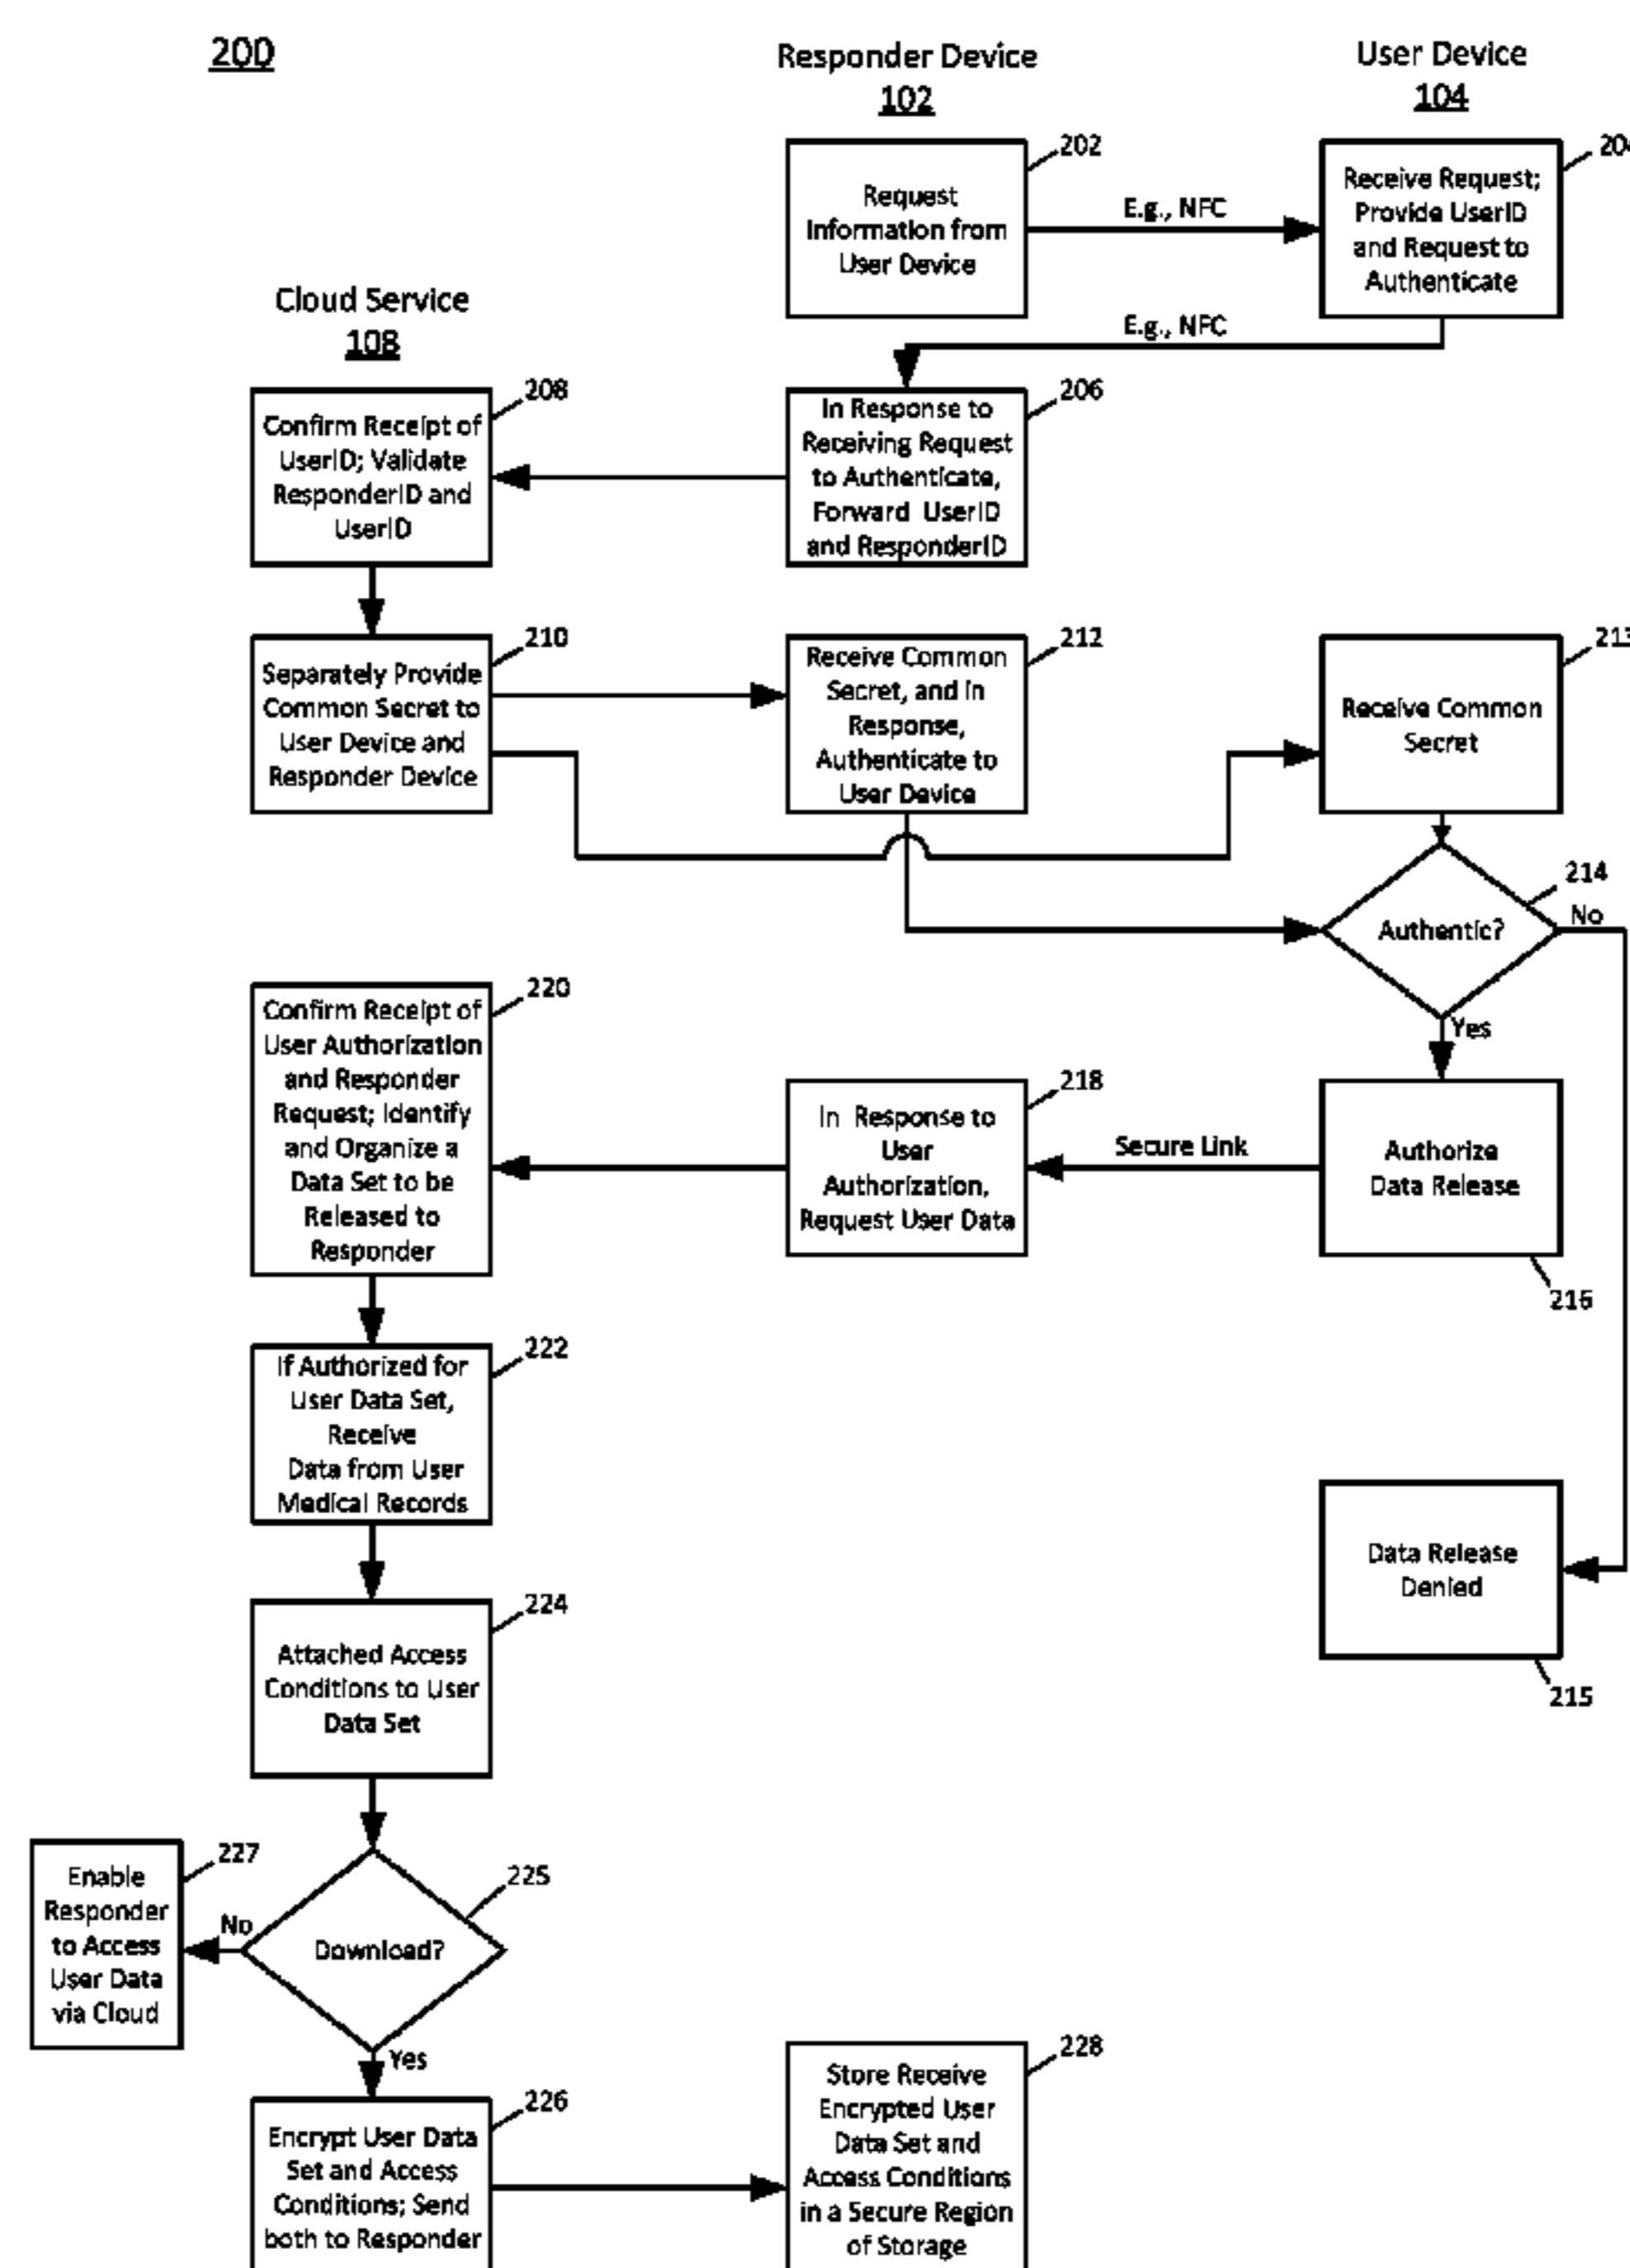 200
Responder Device
102
User Device
104
202
Request
Information from
User Device
E.g., NFC
204
Receive Request;
Provide UserID
and Request to
Authenticate
E.g., NFC
Cloud Service
108
208
Confirm Receipt of
UserID; Validate
ResponderID and
UserID
206
In Response to
Receiving Request
to Authenticate,
Forward UserID
and ResponderID
210
Separately Provide
Common Secret to
User Device and
Responder Device
212
Receive Common
Secret, and in
Response,
Authenticate to
User Device
213
Receive Common
Secret
214
Authentic?
No
Yes
220
Confirm Receipt of
User Authorization
and Responder
Request; Identify
and Organize a
Data Set to be
Released to
Responder
218
In Response to
User
Authorization,
Request User Data
Secure Link
Authorize
Data Release
216
222
If Authorized for
User Data Set,
Receive
Data from User
Medical Records
Data Release
Denied
215
224
Attached Access
Conditions to User
Data Set
227
Enable
Responder
to Access
User Data
via Cloud
No
225
Download?
Yes
226
Encrypt User Data
Set and Access
Conditions; Send
both to Responder
228
Store Receive
Encrypted User
Data Set and
Access Conditions
in a Secure Region
of Storage